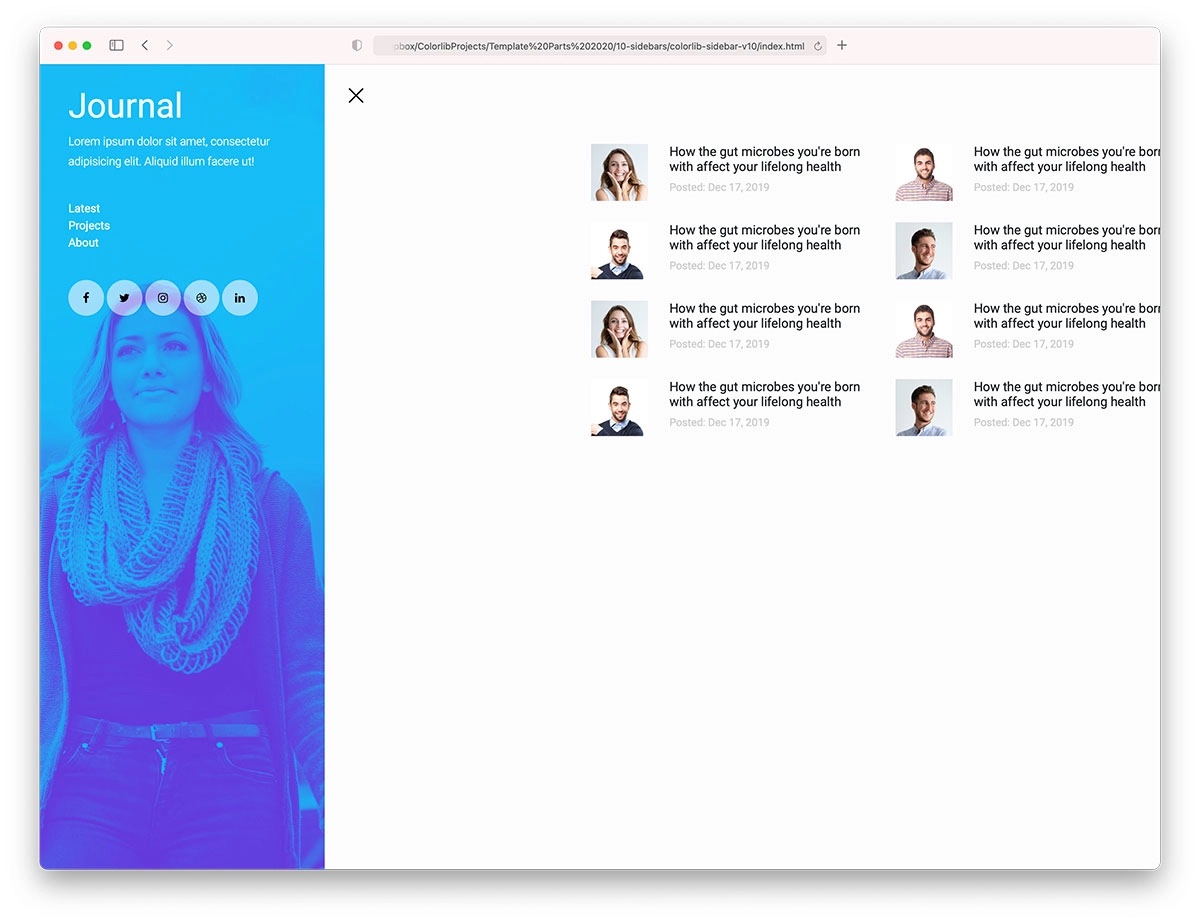 pbox/ColorlibProjects/Template%20Parts%202020/10-sidebars/colorlib-sidebar-v10/index.html
Journal
Lorem ipsum dolor sit amet, consectetur
adipisicing elit. Aliquid illum facere ut!
Latest
Projects
About
How the gut microbes you're born
with affect your lifelong health
Posted: Dec 17, 2019
How the gut microbes you're born
with affect your lifelong health
Posted: Dec 17, 2019
How the gut microbes you're born
with affect your lifelong health
Posted: Dec 17, 2019
How the gut microbes you're born
with affect your lifelong health
Posted: Dec 17, 2019
How the gut microbes you're born
with affect your lifelong health
Posted: Dec 17, 2019
How the gut microbes you're born
with affect your lifelong health
Posted: Dec 17, 2019
How the gut microbes you're born
with affect your lifelong health
Posted: Dec 17, 2019
How the gut microbes you're born
with affect your lifelong health
Posted: Dec 17, 2019